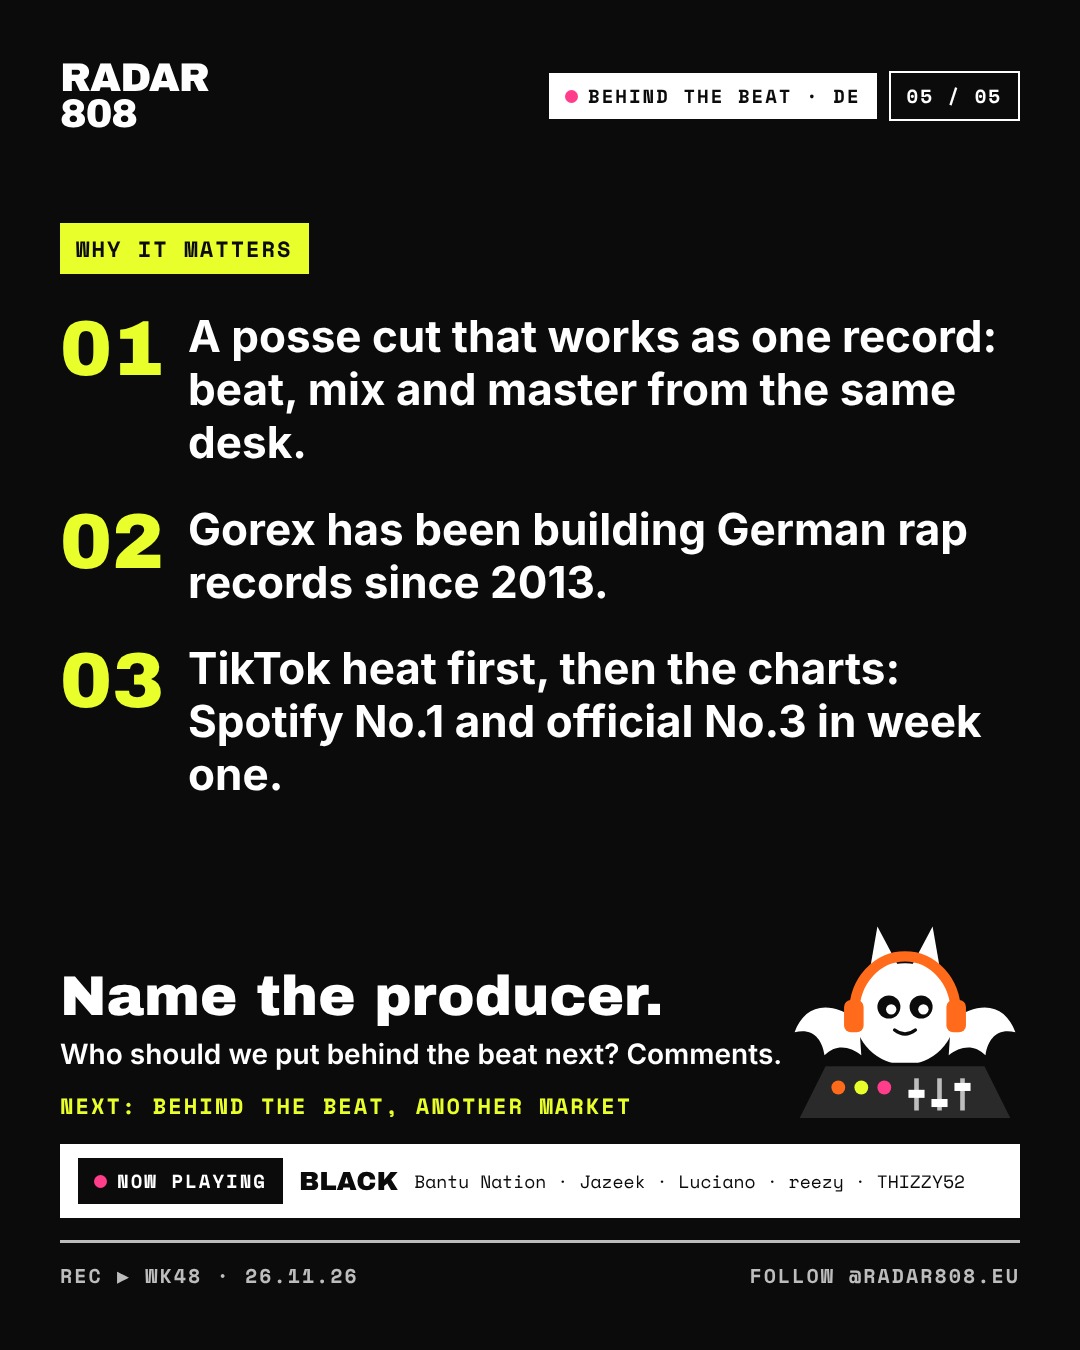 RADAR
808
BEHIND THE BEAT · DE
05 / 05
WHY IT MATTERS
01
A posse cut that works as one record:
beat, mix and master from the same
desk.
02
Gorex has been building German rap
records since 2013.
03
TikTok heat first, then the charts:
Spotify No.1 and official No.3 in week
one.
Name the producer.
Who should we put behind the beat next? Comments.
NEXT: BEHIND THE BEAT, ANOTHER MARKET
NOW PLAYING
BLACK
Bantu Nation · Jazeek · Luciano · reezy · THIZZY52
REC ▶ WK48 · 26.11.26
FOLLOW @RADAR808.EU